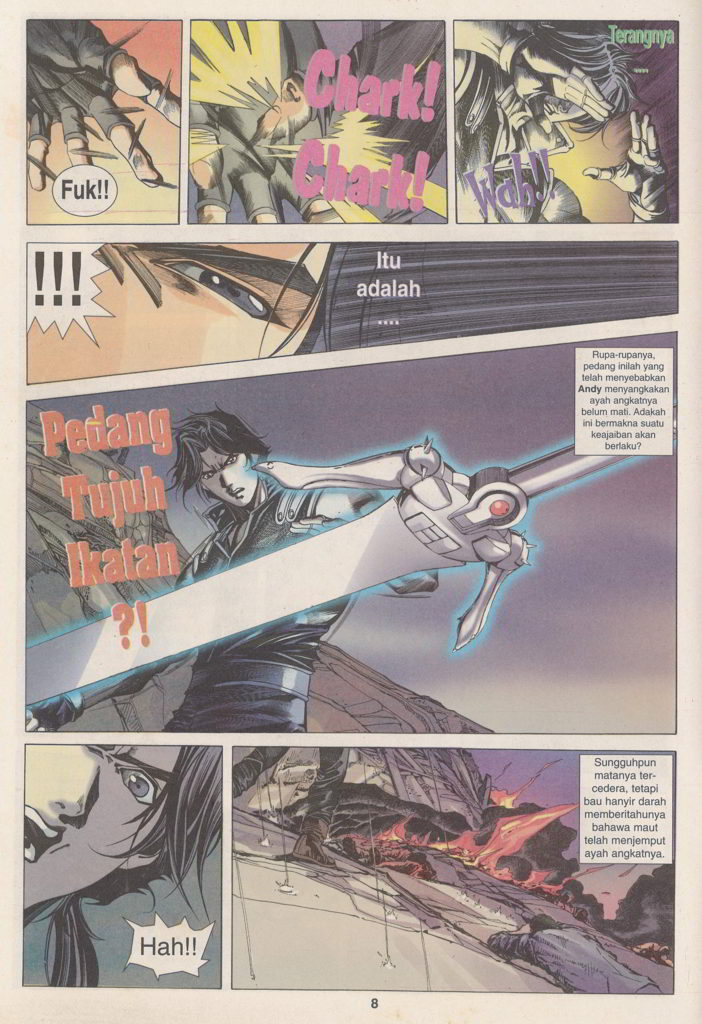 Fuk!!
Chark!
Chark!
Terangnya
....
Wah!!
!!!
Itu
adalah
....
Rupa-rupanya,
pedang inilah yang
telah menyebabkan
Andy menyangkakan
ayah angkatnya
belum mati. Adakah
ini bermakna suatu
keajaiban akan
berlaku?
Pedang
Tujuh
Ikatan
?!
Hah!!
Sungguhpun
matanya ter-
cedera, tetapi
bau hanyir darah
memberitahunya
bahawa maut
telah menjemput
ayah angkatnya.
8